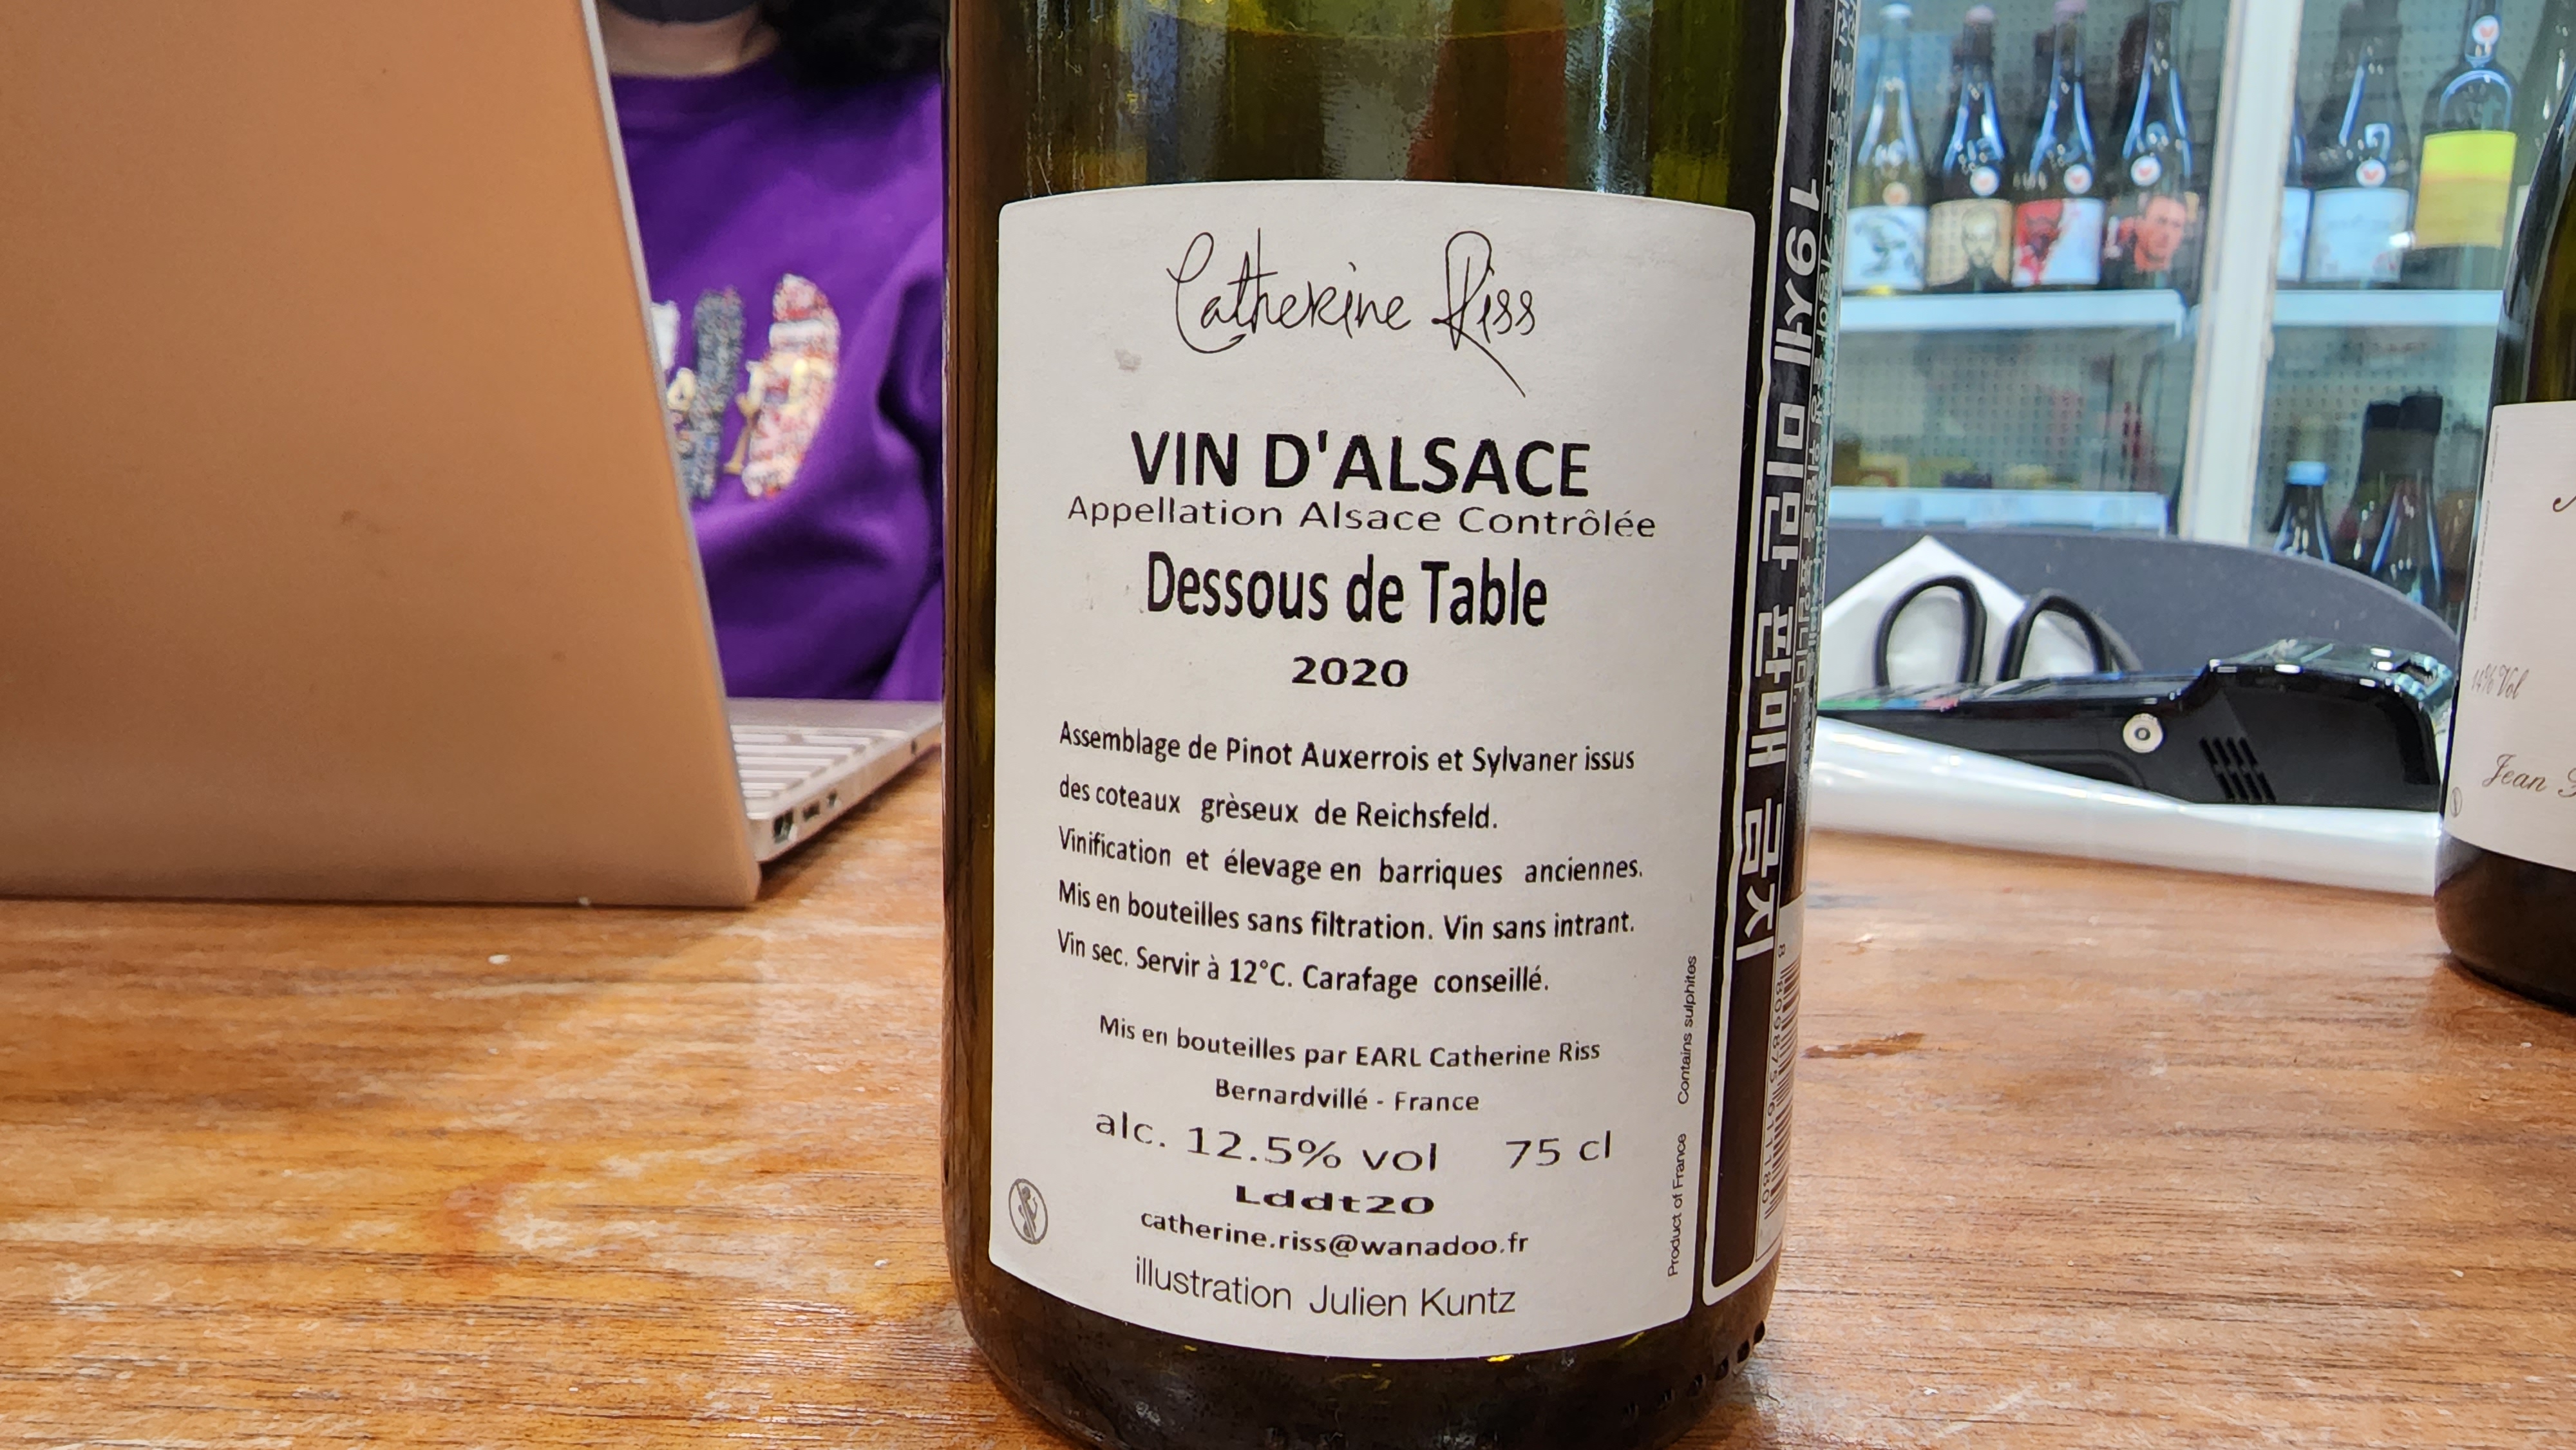 Catherine Riss
VIN D'ALSACE
Appellation Alsace Contrôlée
Dessous de Table
2020
Assemblage de Pinot Auxerrois et Sylvaner issus
des coteaux grèseux de Reichsfeld.
Vinification et élevage en barriques anciennes.
Mis en bouteilles sans filtration. Vin sans intrant.
Vin sec. Servir à 12°C. Carafage conseillé.
Mis en bouteilles par EARL Catherine Riss
Bernardvillé - France
alc. 12.5% vol 75 cl
Lddt20
catherine.riss@wanadoo.fr
illustration Julien Kuntz
Product of France Contains sulphites
19세 미만 판매 금지
14% Vol
Jean